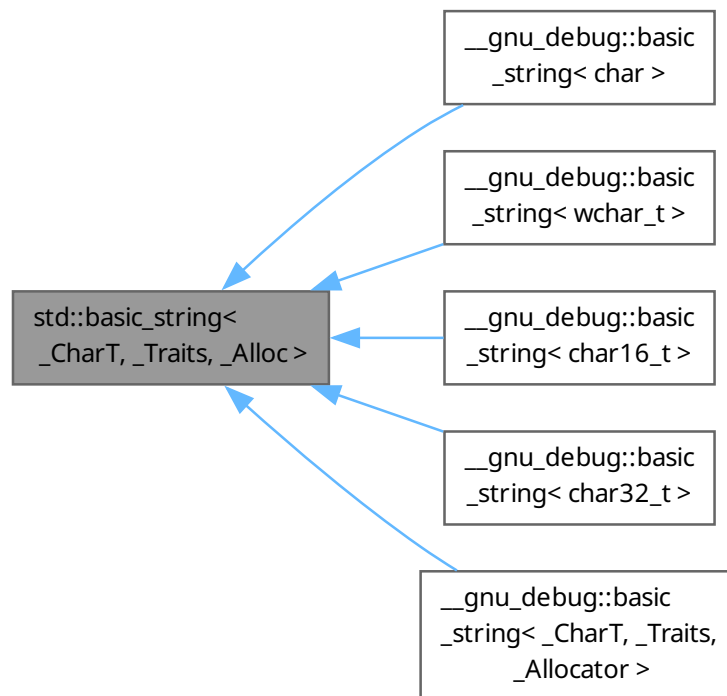 __gnu_debug::basic
_string< char >
__gnu_debug::basic
_string< wchar_t >
std::basic_string<
_CharT, _Traits, _Alloc >
__gnu_debug::basic
_string< char16_t >
__gnu_debug::basic
_string< char32_t >
__gnu_debug::basic
_string< _CharT, _Traits,
_Allocator >